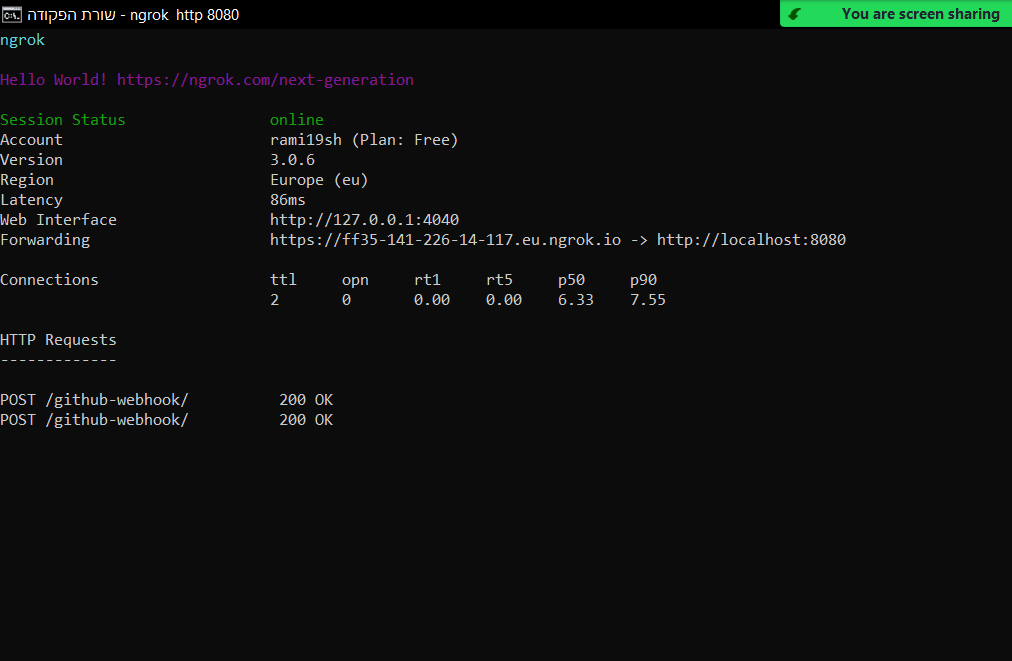 שורת הפקודה - ngrok  http 8080
You are screen sharing
ngrok
Hello World! https://ngrok.com/next-generation
Session Status                online
Account                       rami19sh (Plan: Free)
Version                       3.0.6
Region                        Europe (eu)
Latency                       86ms
Web Interface                 http://127.0.0.1:4040
Forwarding                    https://ff35-141-226-14-117.eu.ngrok.io -> http://localhost:8080
Connections                   ttl     opn     rt1     rt5     p50     p90
                              2       0       0.00    0.00    6.33    7.55
HTTP Requests
-------------
POST /github-webhook/          200 OK
POST /github-webhook/          200 OK